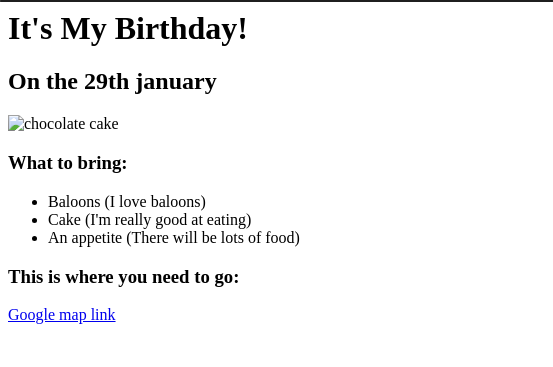 It's My Birthday!
On the 29th january
chocolate cake
What to bring:
Baloons (I love baloons)
Cake (I'm really good at eating)
An appetite (There will be lots of food)
This is where you need to go:
Google map link